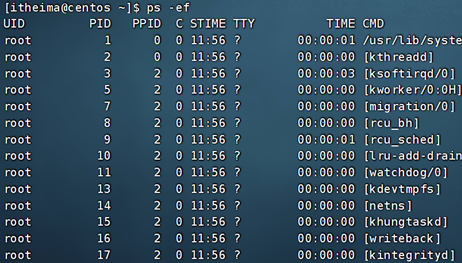 [itheima@centos ~]$ ps -ef
UID PID PPID C STIME TTY TIME CMD
root 1 0 0 11:56 ? 00:00:01 /usr/lib/syste
root 2 0 0 11:56 ? 00:00:00 [kthreadd]
root 3 2 0 11:56 ? 00:00:03 [ksoftirqd/0]
root 5 2 0 11:56 ? 00:00:00 [kworker/0:0H]
root 7 2 0 11:56 ? 00:00:00 [migration/0]
root 8 2 0 11:56 ? 00:00:00 [rcu_bh]
root 9 2 0 11:56 ? 00:00:01 [rcu_sched]
root 10 2 0 11:56 ? 00:00:00 [lru-add-drain
root 11 2 0 11:56 ? 00:00:00 [watchdog/0]
root 13 2 0 11:56 ? 00:00:00 [kdevtmpfs]
root 14 2 0 11:56 ? 00:00:00 [netns]
root 15 2 0 11:56 ? 00:00:00 [khungtaskd]
root 16 2 0 11:56 ? 00:00:00 [writeback]
root 17 2 0 11:56 ? 00:00:00 [kintegrityd]